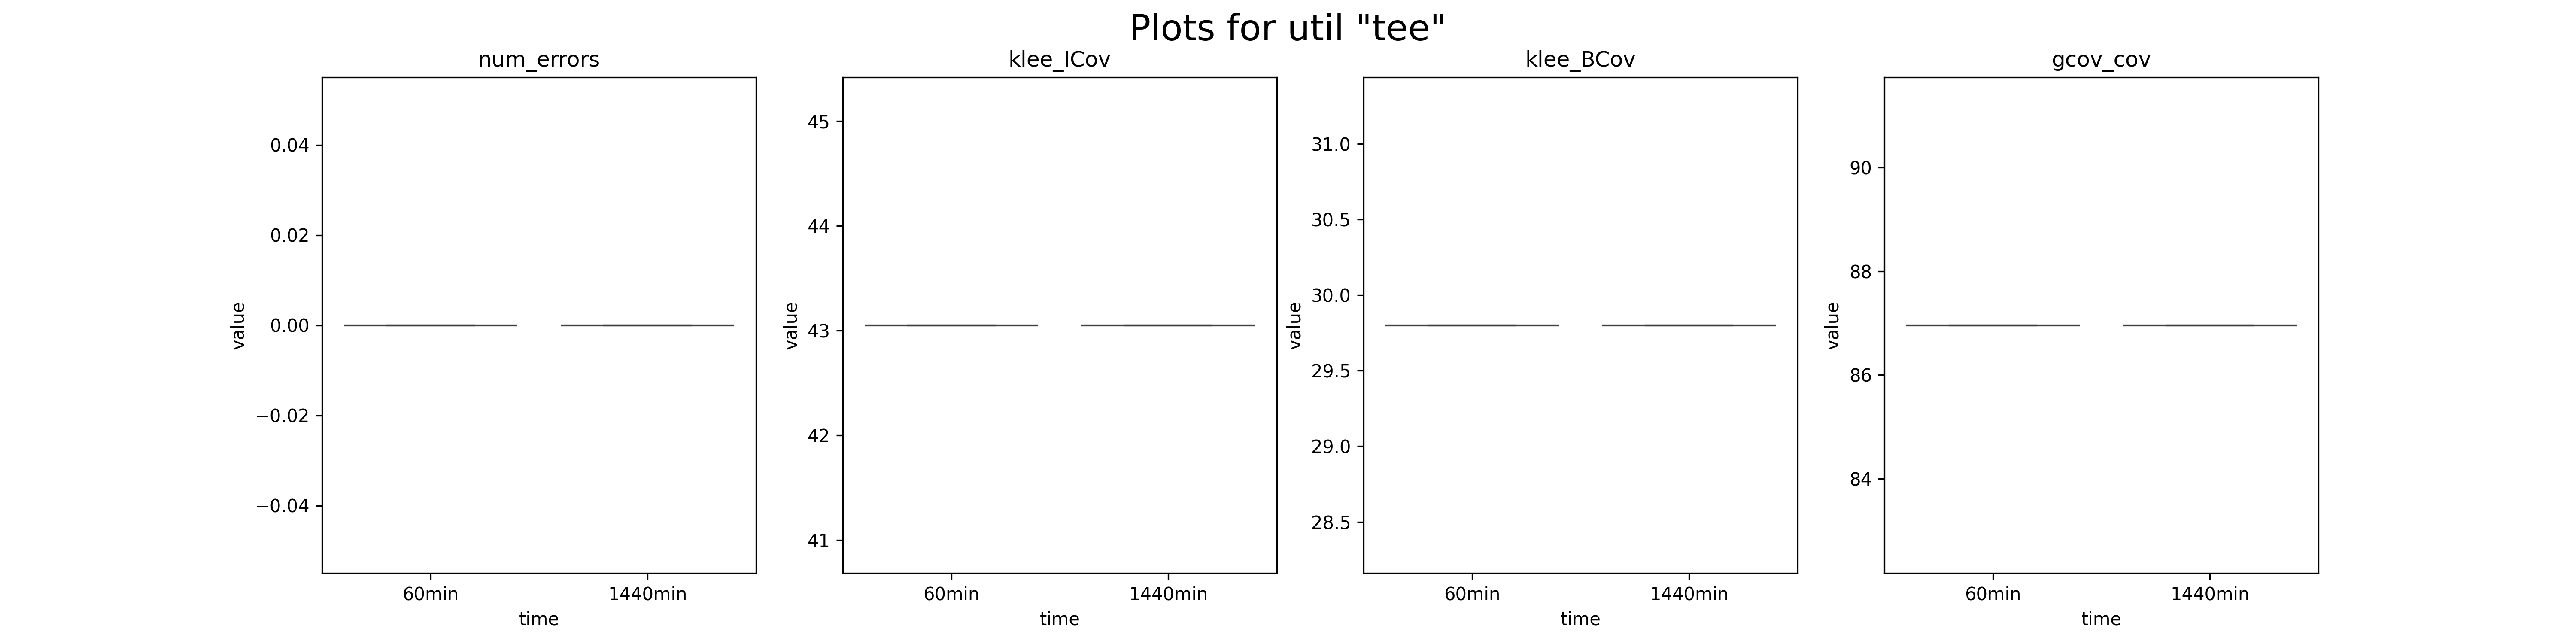 Plots for util "tee"
num_errors
klee_ICov
klee_BCov
gcov_cov
value
0.04
0.02
0.00
−0.02
−0.04
60min
1440min
time
value
45
44
43
42
41
60min
1440min
time
value
31.0
30.5
30.0
29.5
29.0
28.5
60min
1440min
time
value
90
88
86
84
60min
1440min
time